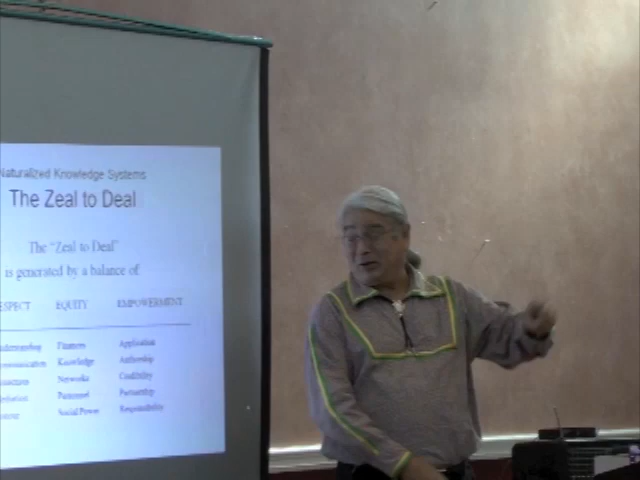 Naturalized Knowledge Systems
The Zeal to Deal
The "Zeal to Deal"
is generated by a balance of
EQUITY EMPOWERMENT
Finances Application
Knowledge Authorship
Networks Credibility
Personnel Partnership
Social Power Responsibility